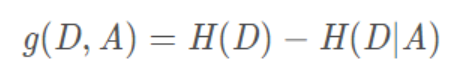 g(D, A) = H(D) − H(D|A)